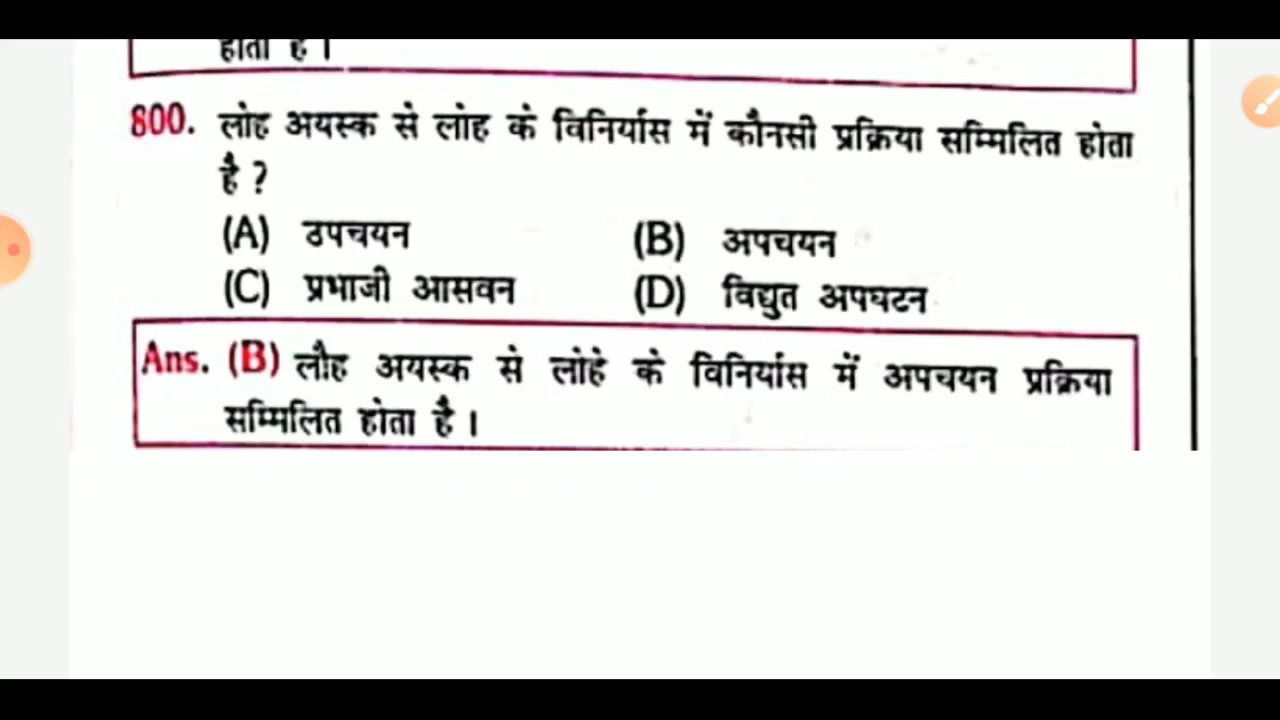 होता है।
800. लोह अयस्क से लोह के विनिर्यास में कौनसी प्रक्रिया सम्मिलित होता
है ?
(A) उपचयन (B) अपचयन
(C) प्रभाजी आसवन (D) विद्युत अपघटन
Ans. (B) लौह अयस्क से लोहे के विनिर्यास में अपचयन प्रक्रिया
सम्मिलित होता है।